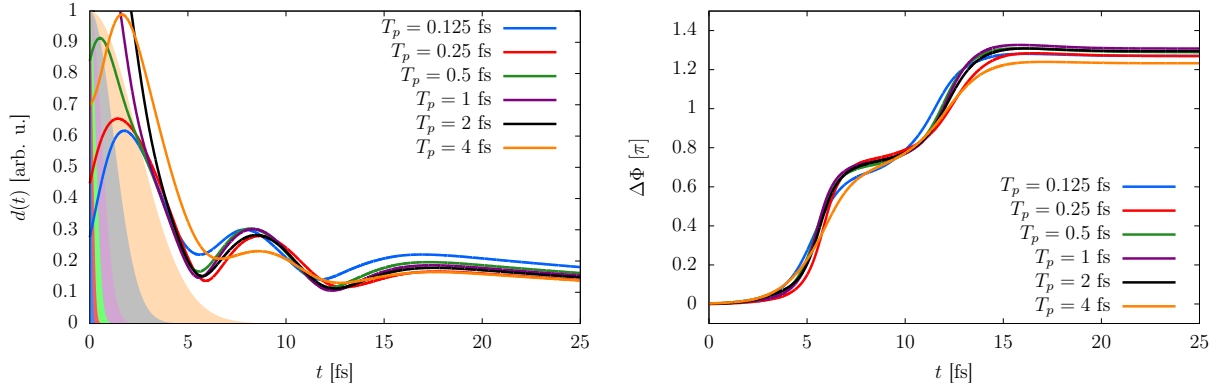 1
0.9
0.8
0.7
0.6
0.5
0.4
0.3
0.2
0.1
0
d(t) [arb. u.]
T_p = 0.125 fs
T_p = 0.25 fs
T_p = 0.5 fs
T_p = 1 fs
T_p = 2 fs
T_p = 4 fs
0 5 10 15 20 25
t [fs]
1.4
1.2
1
0.8
0.6
0.4
0.2
0
ΔΦ [π]
T_p = 0.125 fs
T_p = 0.25 fs
T_p = 0.5 fs
T_p = 1 fs
T_p = 2 fs
T_p = 4 fs
0 5 10 15 20 25
t [fs]